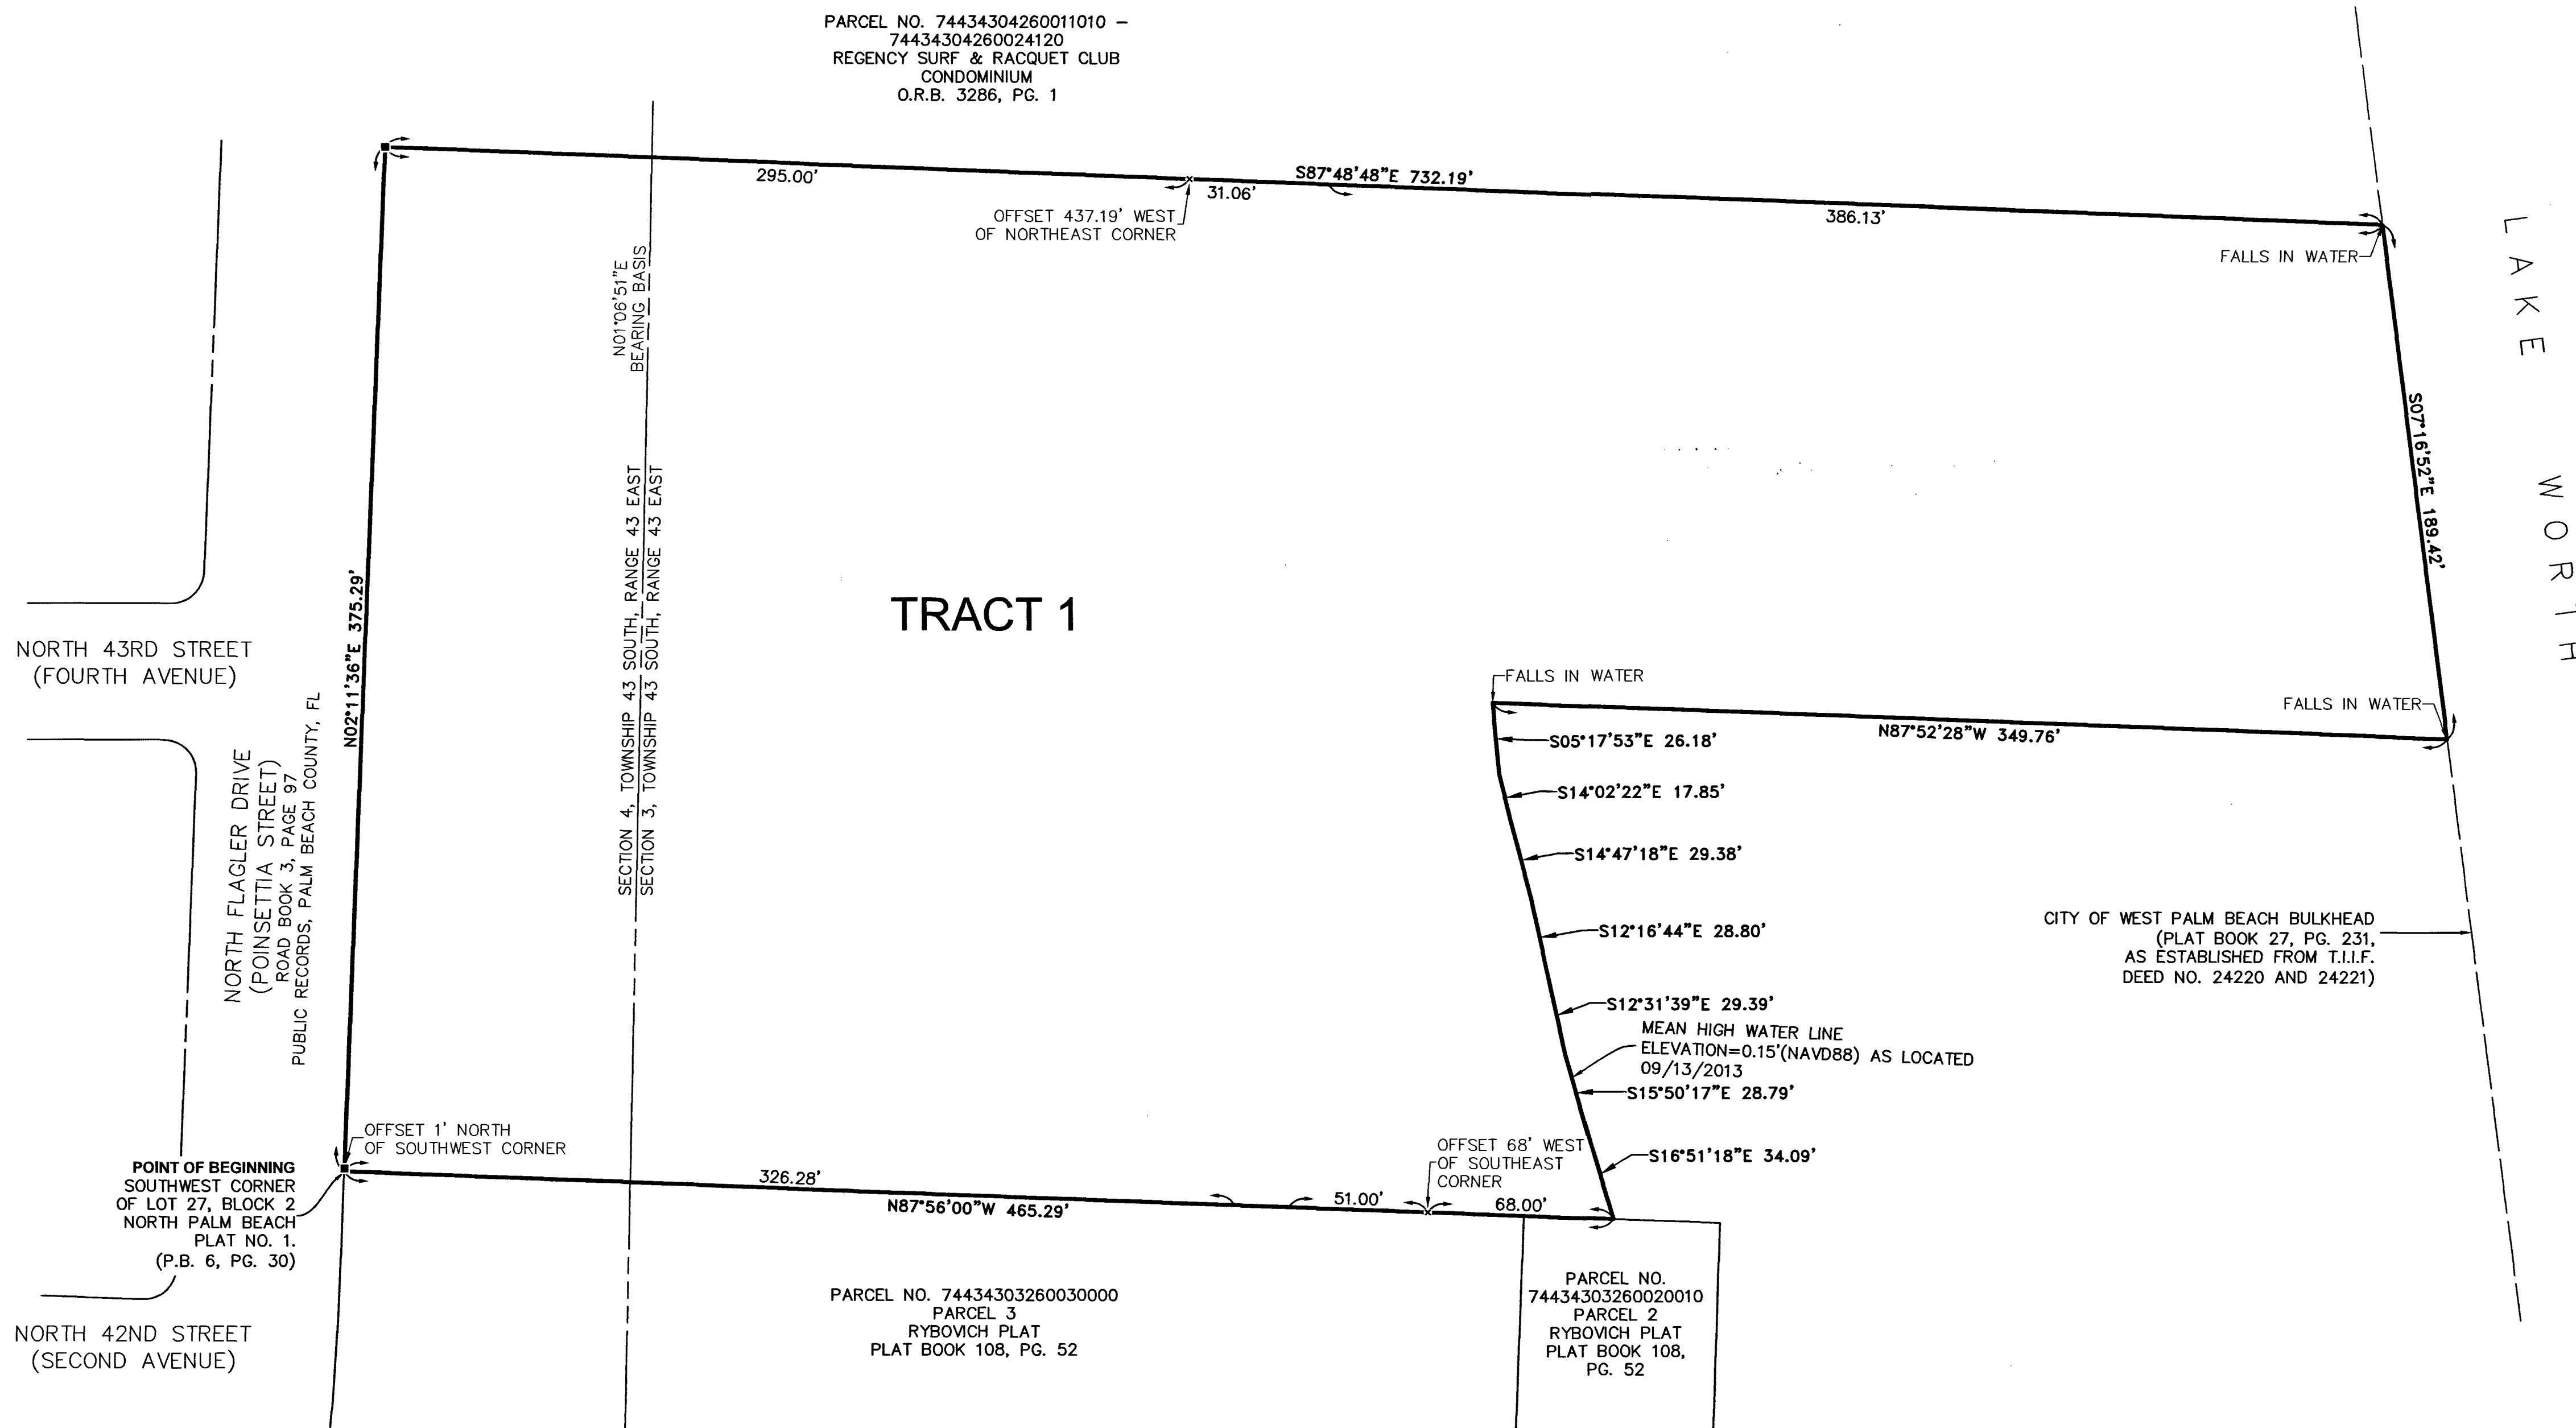 PARCEL NO. 74434304260011010 –
74434304260024120
REGENCY SURF & RACQUET CLUB
CONDOMINIUM
O.R.B. 3286, PG. 1
295.00'
31.06'
S87°48'48"E 732.19'
386.13'
OFFSET 437.19' WEST
OF NORTHEAST CORNER
FALLS IN WATER
LAKE WORTH
N01°06'51"E
BEARING BASIS
S07°16'52"E 189.42'
SECTION 4, TOWNSHIP 43 SOUTH, RANGE 43 EAST
SECTION 3, TOWNSHIP 43 SOUTH, RANGE 43 EAST
N02°11'36"E 375.29'
TRACT 1
NORTH 43RD STREET
(FOURTH AVENUE)
NORTH FLAGLER DRIVE
(POINSETTIA STREET)
ROAD BOOK 3, PAGE 97
PUBLIC RECORDS, PALM BEACH COUNTY, FL
FALLS IN WATER
FALLS IN WATER
N87°52'28"W 349.76'
S05°17'53"E 26.18'
S14°02'22"E 17.85'
S14°47'18"E 29.38'
S12°16'44"E 28.80'
S12°31'39"E 29.39'
MEAN HIGH WATER LINE
ELEVATION=0.15'(NAVD88) AS LOCATED
09/13/2013
S15°50'17"E 28.79'
S16°51'18"E 34.09'
CITY OF WEST PALM BEACH BULKHEAD
(PLAT BOOK 27, PG. 231,
AS ESTABLISHED FROM T.I.I.F.
DEED NO. 24220 AND 24221)
OFFSET 1' NORTH
OF SOUTHWEST CORNER
POINT OF BEGINNING
SOUTHWEST CORNER
OF LOT 27, BLOCK 2
NORTH PALM BEACH
PLAT NO. 1.
(P.B. 6, PG. 30)
OFFSET 68' WEST
OF SOUTHEAST
CORNER
326.28'
N87°56'00"W 465.29'
51.00'
68.00'
PARCEL NO. 74434303260030000
PARCEL 3
RYBOVICH PLAT
PLAT BOOK 108, PG. 52
PARCEL NO.
74434303260020010
PARCEL 2
RYBOVICH PLAT
PLAT BOOK 108,
PG. 52
NORTH 42ND STREET
(SECOND AVENUE)